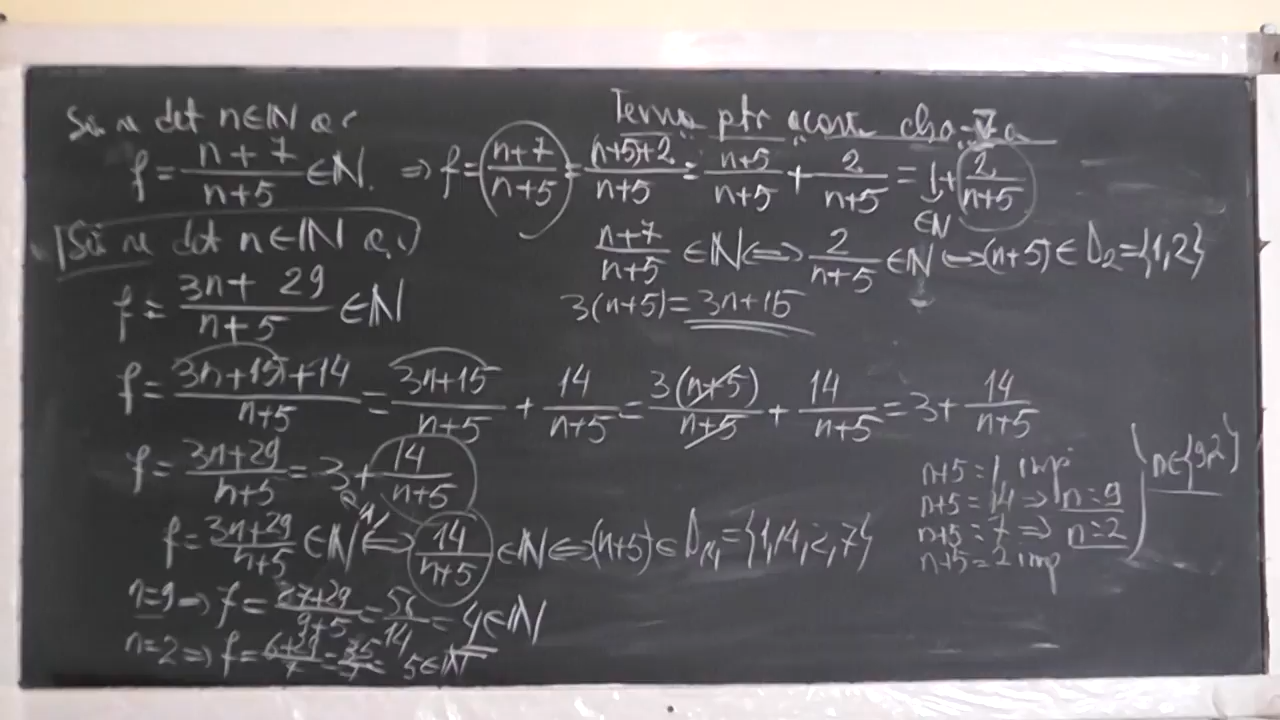 Să se det n∈ℕ a.î.
f = (n+7)/(n+5) ∈ ℕ. ⇒ f = (n+7)/(n+5) = ((n+5)+2)/(n+5) = (n+5)/(n+5) + 2/(n+5) = 1 + 2/(n+5)
∈ℕ
Tema ptr acasă cls V a
Să se det n∈ℕ a.î.
(n+7)/(n+5) ∈ ℕ ⇔ 2/(n+5) ∈ ℕ ⇔ (n+5) ∈ D₂ = {1,2}
f = (3n + 29)/(n+5) ∈ ℕ
3(n+5) = 3n+15
f = (3n+15)+14/(n+5) = (3n+15)/(n+5) + 14/(n+5) = 3(n+5)/(n+5) + 14/(n+5) = 3 + 14/(n+5)
f = (3n+29)/(n+5) = 3 + 14/(n+5)
∈ℕ
f = (3n+29)/(n+5) ∈ ℕ ⇔ 14/(n+5) ∈ ℕ ⇔ (n+5) ∈ D₁₄ = {1,14,2,7}
n+5 = 1 imp
n+5 = 14 ⇒ n=9
n+5 = 7 ⇒ n=2
n+5 = 2 imp
n∈{9,2}
n=9 ⇒ f = (27+29)/(9+5) = 56/14 = 4∈ℕ
n=2 ⇒ f = (6+29)/7 = 35/7 = 5∈ℕ